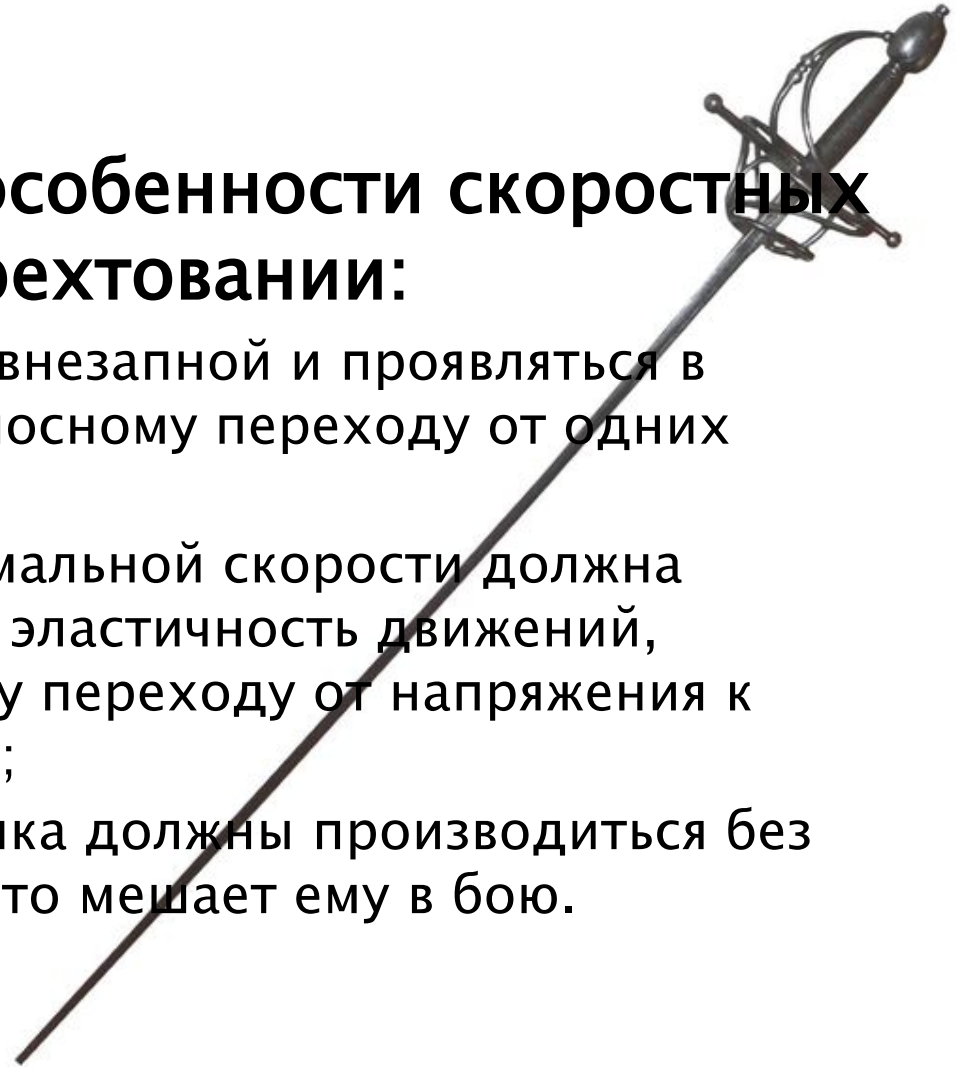 особенности скоростных
фехтовании:
внезапной и проявляться в
носному переходу от одних
мальной скорости должна
эластичность движений,
у переходу от напряжения к
;
ика должны производиться без
то мешает ему в бою.